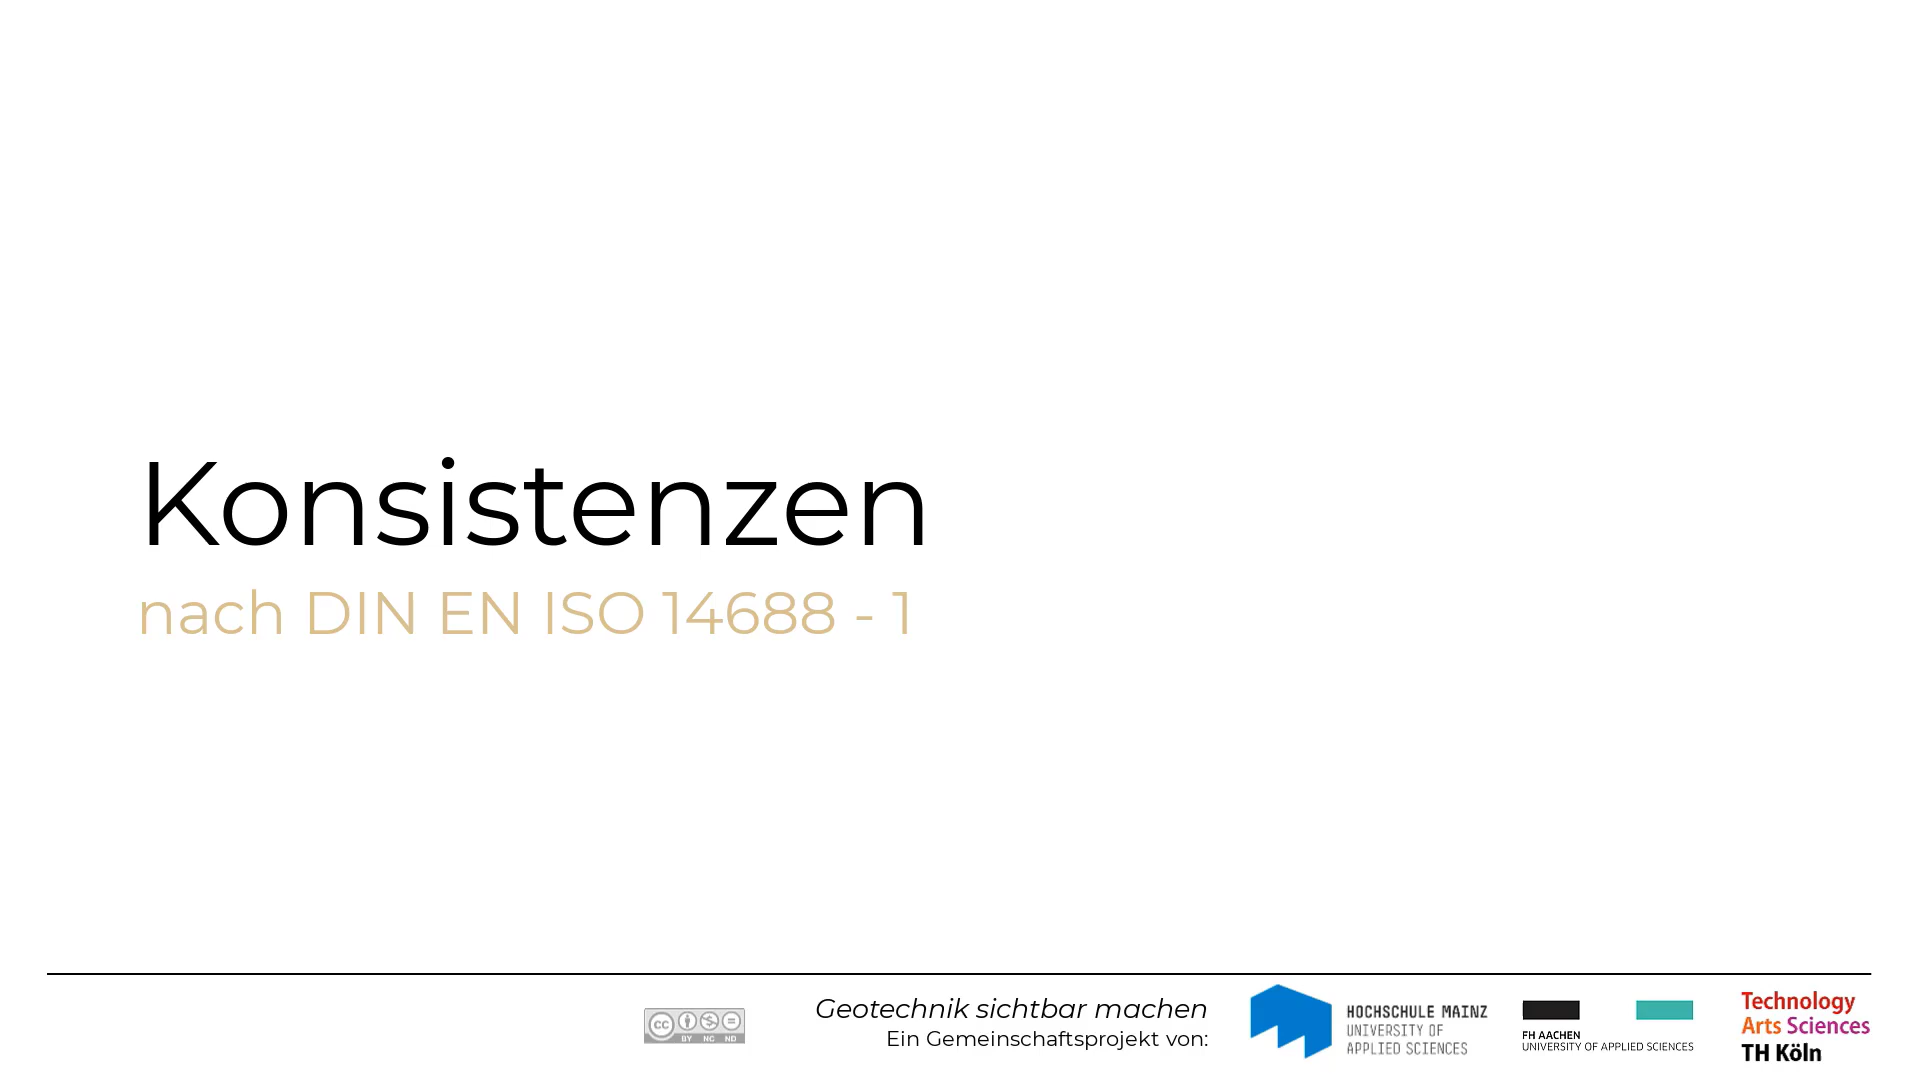 Konsistenzen
nach DIN EN ISO 14688 - 1
Geotechnik sichtbar machen
Ein Gemeinschaftsprojekt von:
cc BY NC ND
HOCHSCHULE MAINZ
UNIVERSITY OF
APPLIED SCIENCES
FH AACHEN
UNIVERSITY OF APPLIED SCIENCES
Technology
Arts Sciences
TH Köln